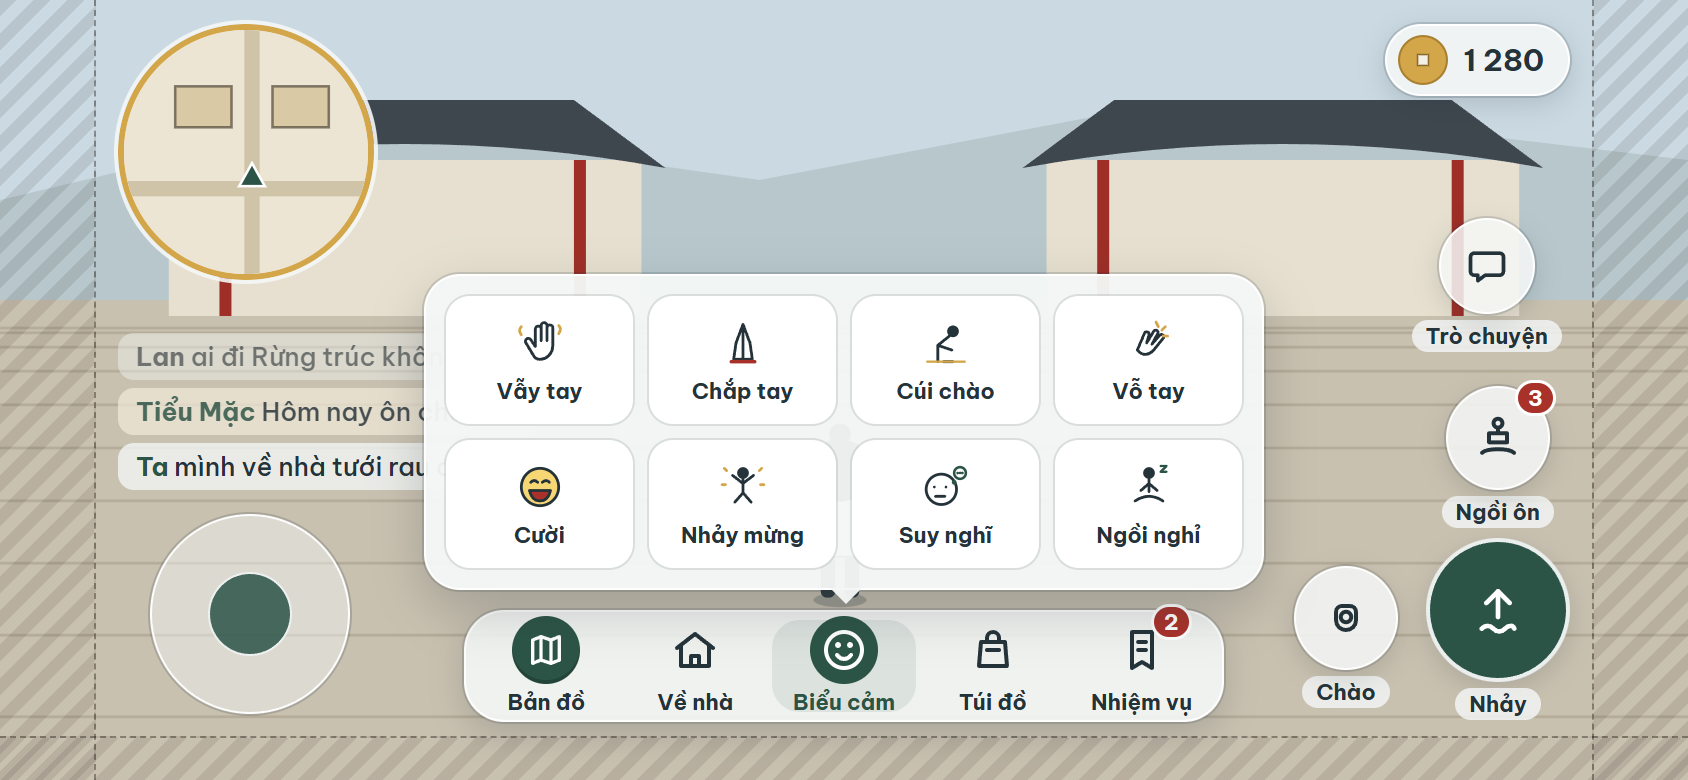 1 280
Lan ai đi Rừng trúc
Tiểu Mặc Hôm nay ôn
Ta mình về nhà tưới rau
Vẫy tay
Chắp tay
Cúi chào
Vỗ tay
Cười
Nhảy mừng
Suy nghĩ
Ngồi nghỉ
z
Trò chuyện
3
Ngồi ôn
Chào
Nhảy
2
Bản đồ
Về nhà
Biểu cảm
Túi đồ
Nhiệm vụ